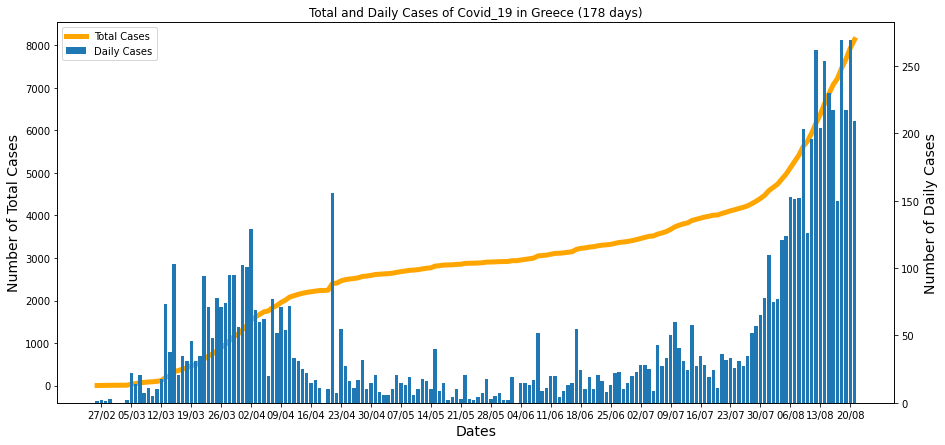 Total and Daily Cases of Covid_19 in Greece (178 days)
Total Cases
Daily Cases
8000
7000
6000
5000
4000
3000
2000
1000
0
Number of Total Cases
250
200
150
100
50
0
Number of Daily Cases
27/02 05/03 12/03 19/03 26/03 02/04 09/04 16/04 23/04 30/04 07/05 14/05 21/05 28/05 04/06 11/06 18/06 25/06 02/07 09/07 16/07 23/07 30/07 06/08 13/08 20/08
Dates